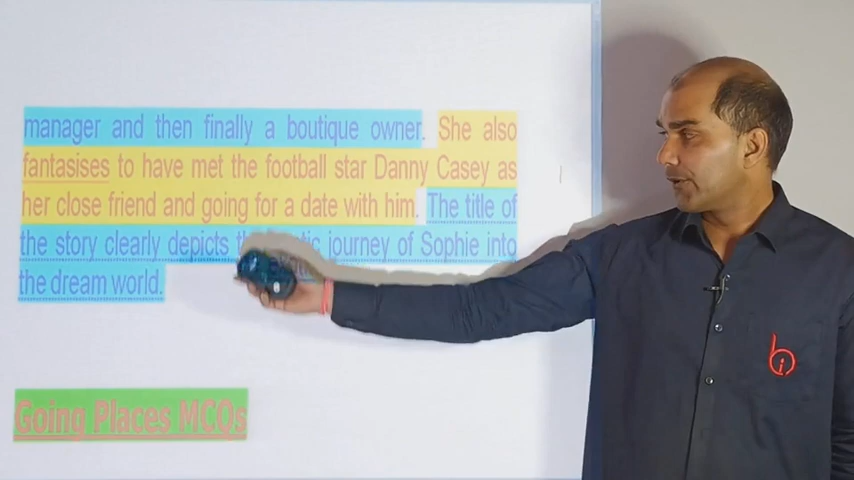 manager and then finally a boutique owner. She also
fantasises to have met the football star Danny Casey as
her close friend and going for a date with him. The title of
the story clearly depicts journey of Sophie into
the dream world.
Going Places MCQs